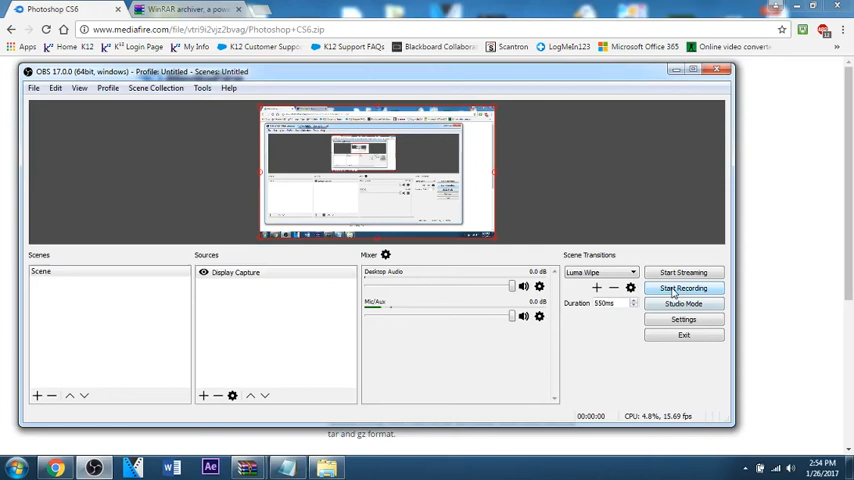 Photoshop CS6
WinRAR archiver, a powe
www.mediafire.com/file/vtri9i2vjz2bvag/Photoshop+CS6.zip
Home K12
K12 Login Page
My Info
K12 Customer Support
K12 Support FAQs
Blackboard Collabora
Scantron
LogMeIn123
Microsoft Office 365
Online video converte
OBS 17.0.0 (64bit, windows) - Profile: Untitled - Scenes: Untitled
File Edit View Profile Scene Collection Tools Help
Scenes
Sources
Mixer
Scene Transitions
Scene
Display Capture
Desktop Audio 0.0 dB
Mic/Aux 0.0 dB
Luma Wipe
Duration 550ms
Start Streaming
Start Recording
Studio Mode
Settings
Exit
00:00:00
CPU: 4.8%, 15.69 fps
tar and gz format.
W
Ae
2:54 PM
1/26/2017